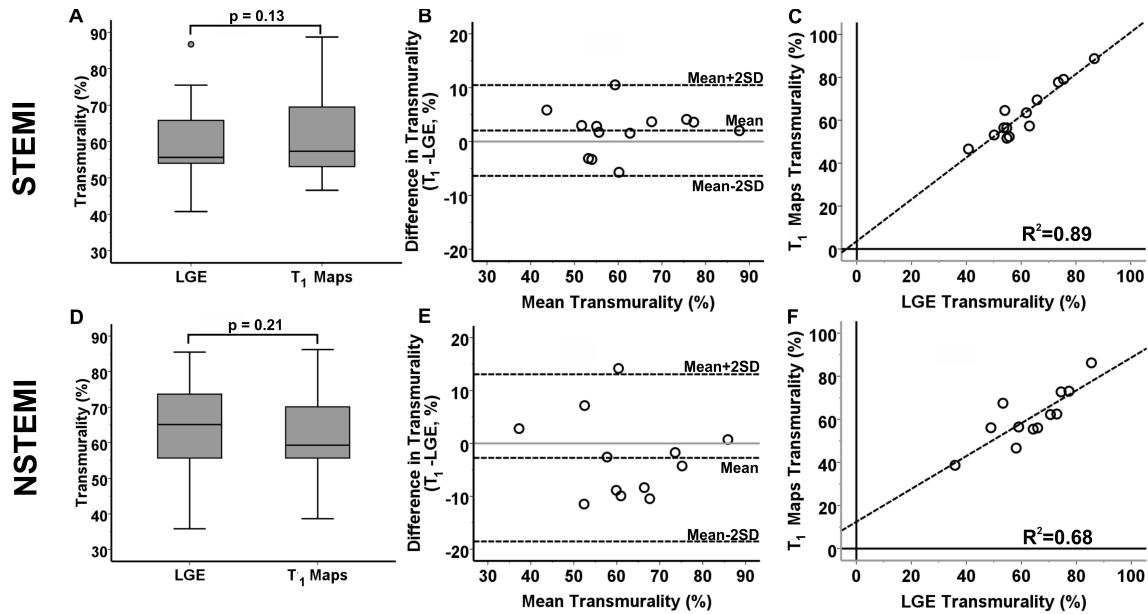 STEMI
A
p = 0.13
Transmurality (%)
90
80
70
60
50
40
30
LGE
T1 Maps
B
Difference in Transmurality
(T1 -LGE, %)
20
10
0
-10
-20
Mean+2SD
Mean
Mean-2SD
30 40 50 60 70 80 90
Mean Transmurality (%)
C
T1 Maps Transmurality (%)
100
80
60
40
20
0
R2=0.89
0 20 40 60 80 100
LGE Transmurality (%)
NSTEMI
D
p = 0.21
Transmurality (%)
90
80
70
60
50
40
30
LGE
T1 Maps
E
Difference in Transmurality
(T1 -LGE, %)
20
10
0
-10
-20
Mean+2SD
Mean
Mean-2SD
30 40 50 60 70 80 90
Mean Transmurality (%)
F
T1 Maps Transmurality (%)
100
80
60
40
20
0
R2=0.68
0 20 40 60 80 100
LGE Transmurality (%)